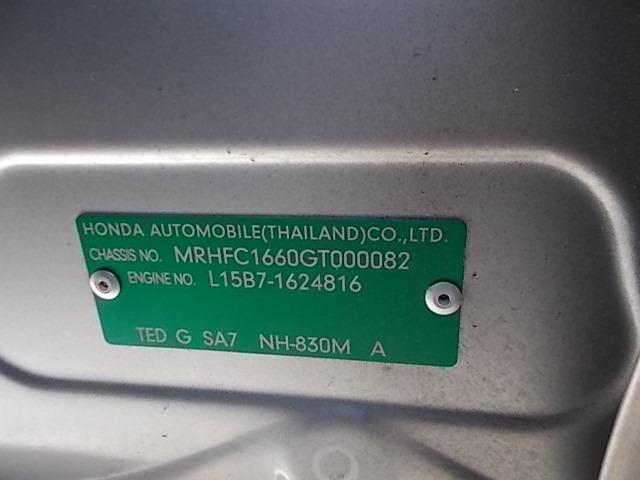 HONDA AUTOMOBILE(THAILAND)CO.,LTD.
CHASSIS NO. MRHFC1660GT000082
ENGINE NO. L15B7-1624816
TED G SA7 NH-830M A